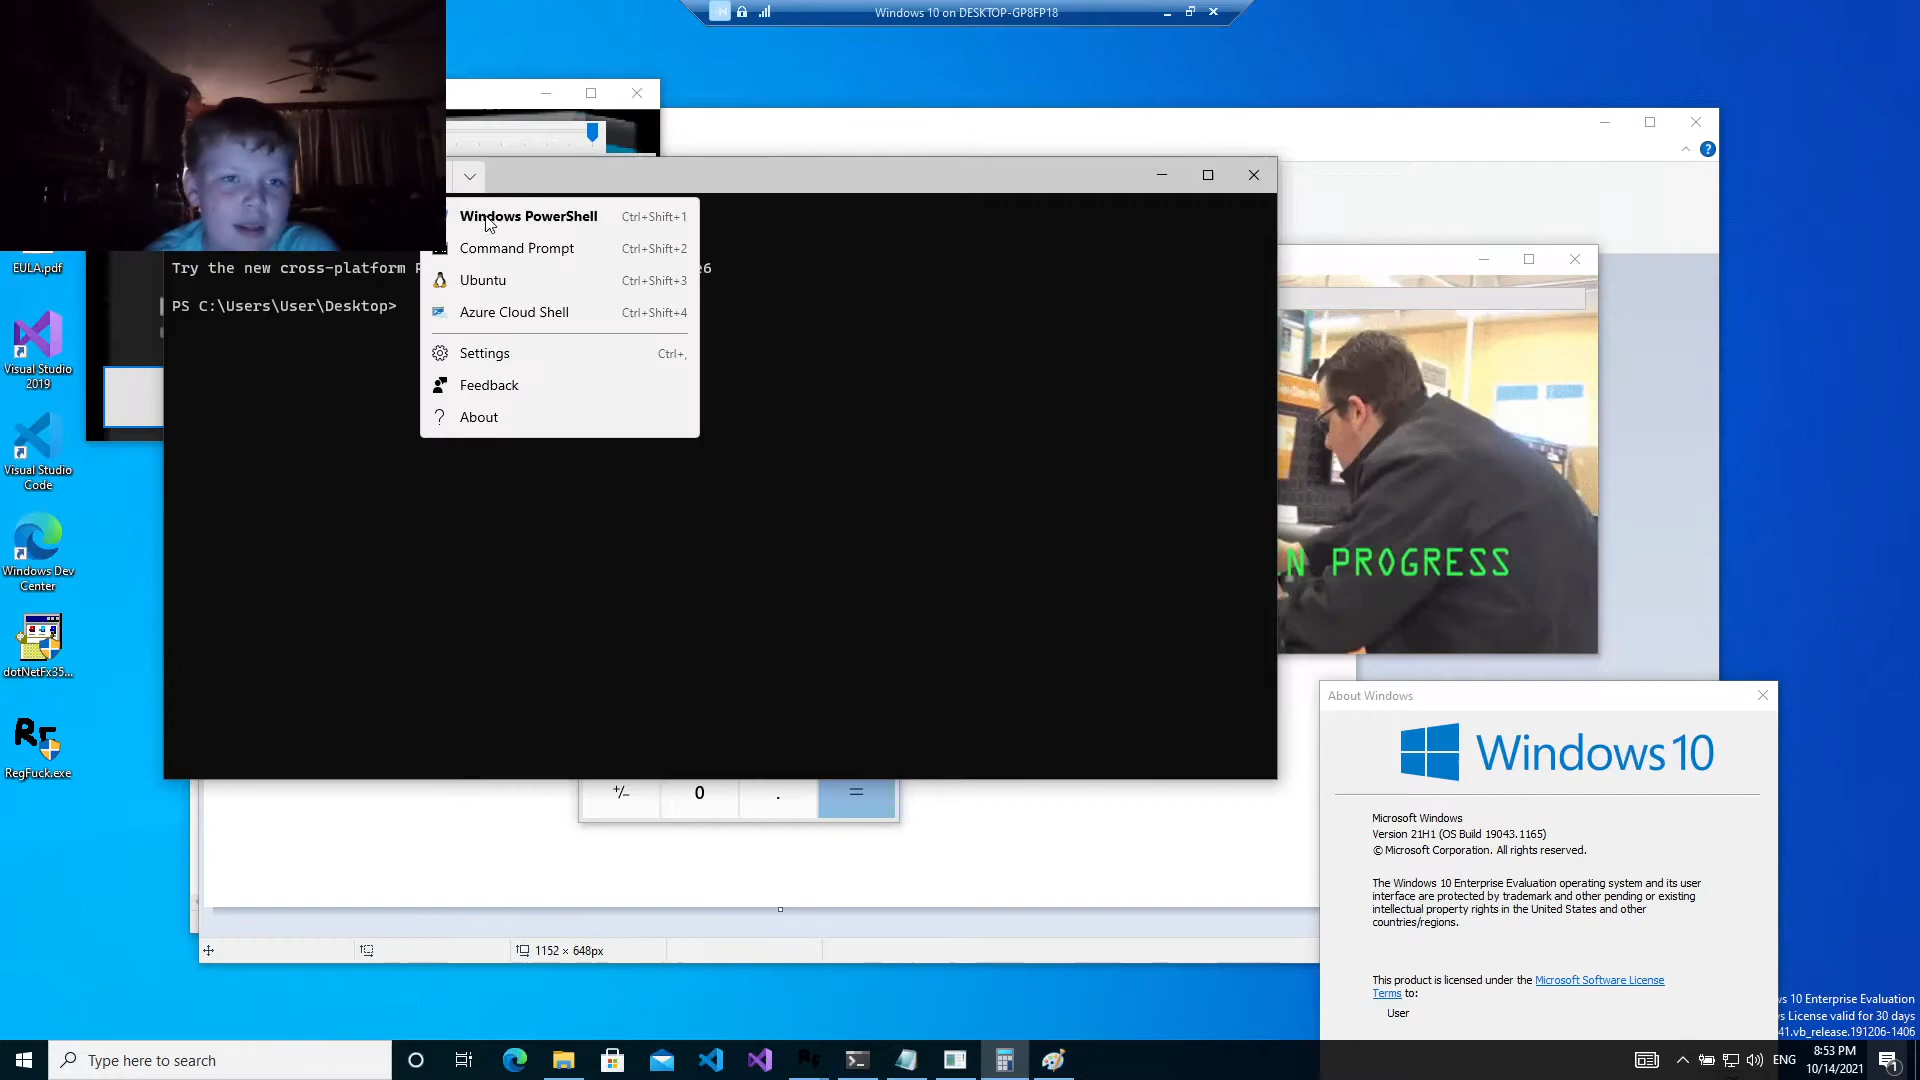 Windows 10 on DESKTOP-GP8FP18
Windows PowerShell Ctrl+Shift+1
Command Prompt Ctrl+Shift+2
Ubuntu Ctrl+Shift+3
Azure Cloud Shell Ctrl+Shift+4
Settings Ctrl+,
Feedback
? About
Try the new cross-platform P
e6
PS C:\Users\User\Desktop>
EULA.pdf
Visual Studio
2019
Visual Studio
Code
Windows Dev
Center
dotNetFx35...
Rr
RegFuck.exe
N PROGRESS
+/- 0 . =
1152 × 648px
About Windows
Windows 10
Microsoft Windows
Version 21H1 (OS Build 19043.1165)
© Microsoft Corporation. All rights reserved.
The Windows 10 Enterprise Evaluation operating system and its user
interface are protected by trademark and other pending or existing
intellectual property rights in the United States and other
countries/regions.
This product is licensed under the Microsoft Software License
Terms to:
User
vs 10 Enterprise Evaluation
s License valid for 30 days
41.vb_release.191206-1406
Type here to search
ENG
8:53 PM
10/14/2021
1